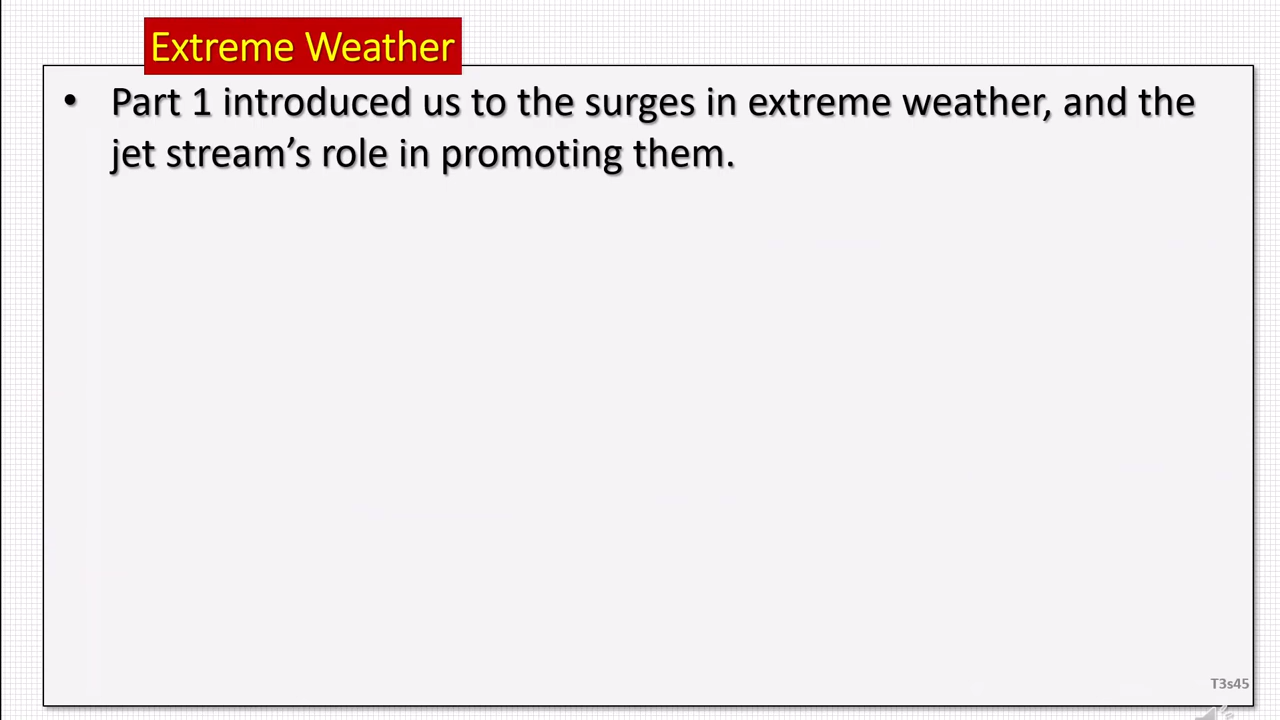 Extreme Weather
• Part 1 introduced us to the surges in extreme weather, and the
jet stream’s role in promoting them.
T3s45